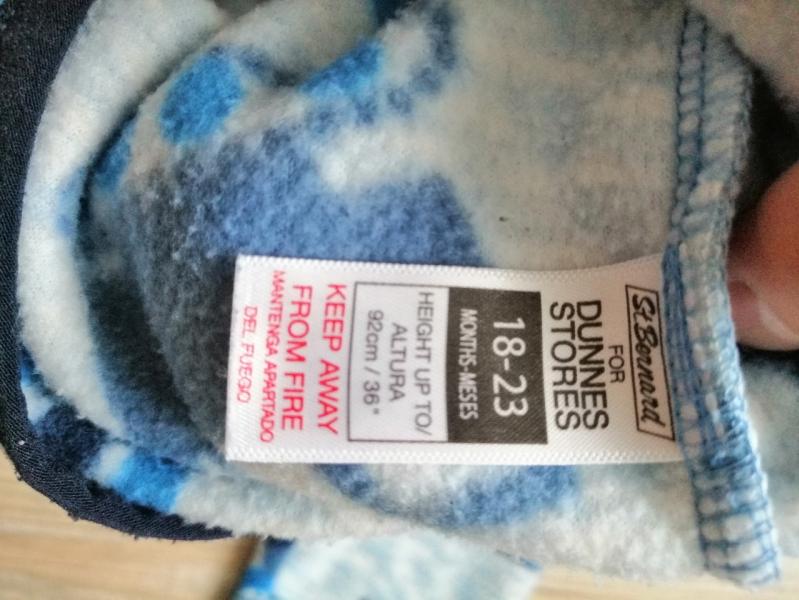 St.Bernard
FOR
DUNNES
STORES
18-23
MONTHS-MESES
HEIGHT UP TO/
ALTURA
92cm / 36"
KEEP AWAY
FROM FIRE
MANTENGA APARTADO
DEL FUEGO